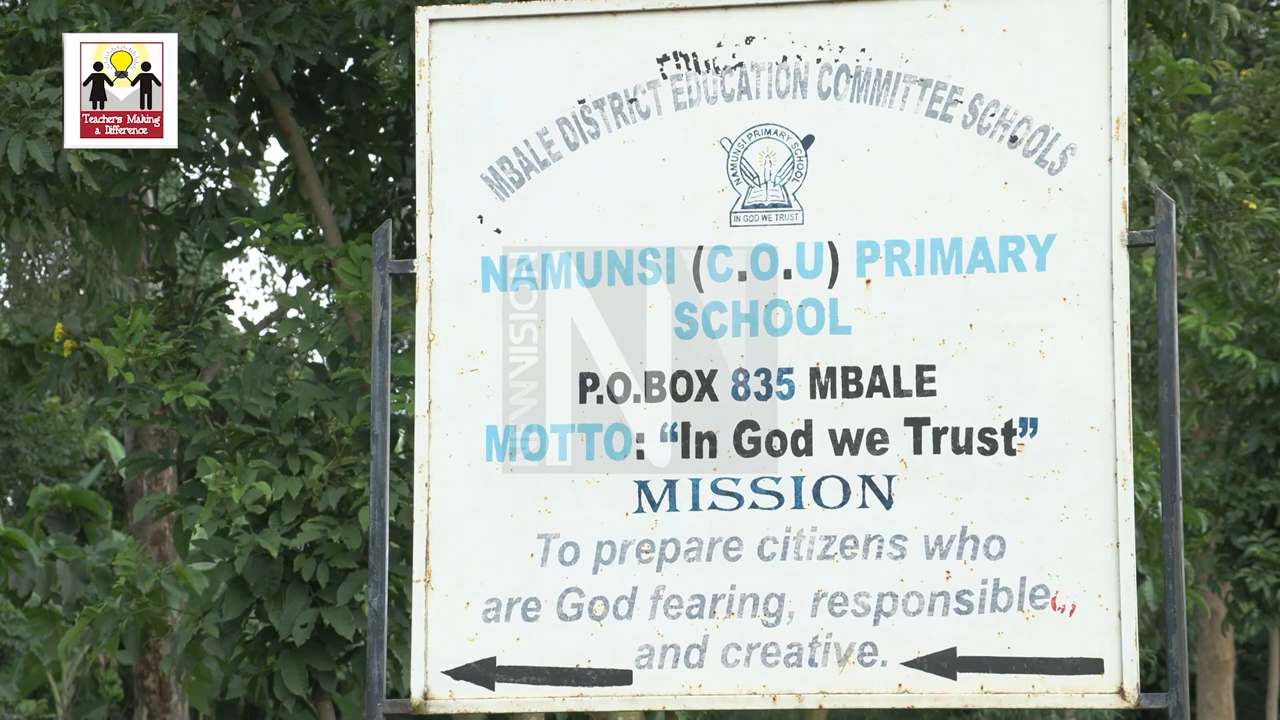 Teachers Making
a Difference
MBALE DISTRICT EDUCATION COMMITTEE SCHOOLS
NAMUNSI PRIMARY SCHOOL
IN GOD WE TRUST
NAMUNSI (C.O.U) PRIMARY
SCHOOL
P.O.BOX 835 MBALE
MOTTO: “In God we Trust”
MISSION
To prepare citizens who
are God fearing, responsible,
and creative.